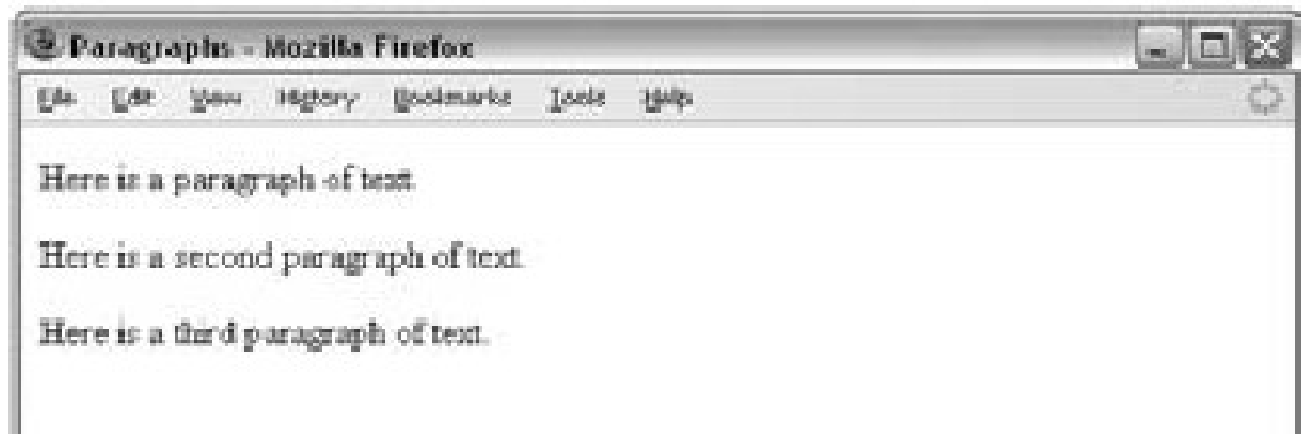 Paragraphs - Mozilla Firefox
File Edit View History Bookmarks Tools Help
Here is a paragraph of text.
Here is a second paragraph of text.
Here is a third paragraph of text.